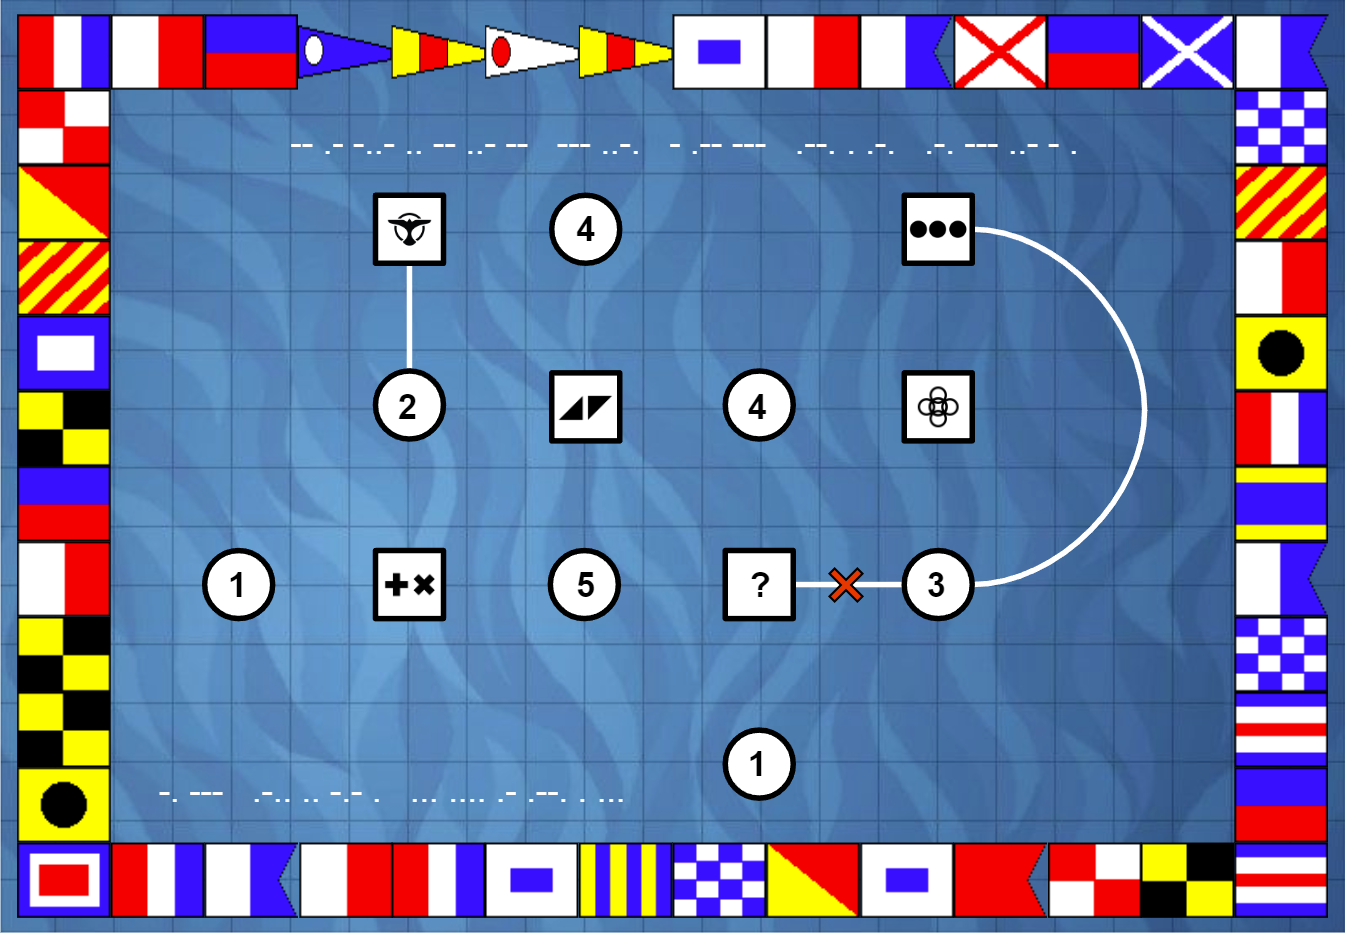 -- .- -..- .. -- ..- -- --- ..-. - .-- --- .--. . .-. .-. --- ..- - .
4
2 4
1 5 ? 3
1
-. --- .-.. .. -.- . ... .... .- .--. . ...